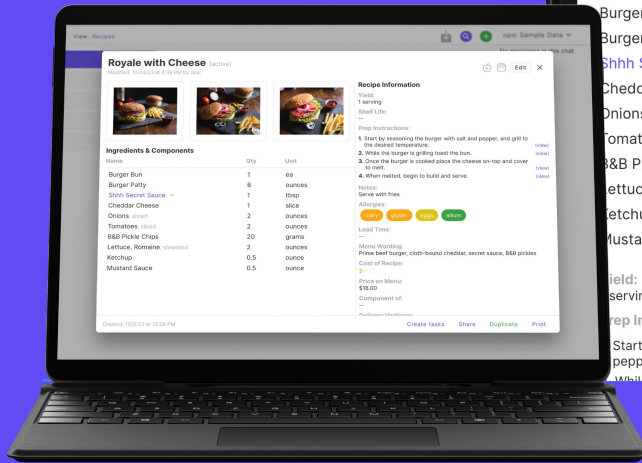 View: Recipes
opsi Sample Data
No messages in this chat
Royale with Cheese (active)
Modified: 10/24/23 at 4:28 PM by opsi
Edit
Ingredients & Components
Name Qty Unit
Burger Bun 1 ea
Burger Patty 6 ounces
Shhh Secret Sauce 1 tbsp
Cheddar Cheese 1 slice
Onions, sliced 2 ounces
Tomatoes, sliced 2 ounces
B&B Pickle Chips 20 grams
Lettuce, Romaine, shredded 2 ounces
Ketchup 0.5 ounce
Mustard Sauce 0.5 ounce
Recipe Information
Yield:
1 serving
Shelf Life:
--
Prep Instructions:
1. Start by seasoning the burger with salt and pepper, and grill to
the desired temperature. (view)
2. While the burger is grilling toast the bun. (view)
3. Once the burger is cooked place the cheese on-top and cover
to melt. (view)
4. When melted, begin to build and serve. (view)
Notes:
Serve with fries
Allergies:
dairy gluten eggs allium
Lead Time:
--
Menu Wording:
Prime beef burger, cloth-bound cheddar, secret sauce, B&B pickles
Cost of Recipe:
$--
Price on Menu:
$18.00
Component of:
--
Created: 11/3/23 at 12:26 PM
Create tasks Share Duplicate Print
Burger
Burger
Shhh S
Chedd
Onions
Tomat
B&B P
Lettuc
Ketchu
Musta
Yield:
servin
Prep In
Start
pepp